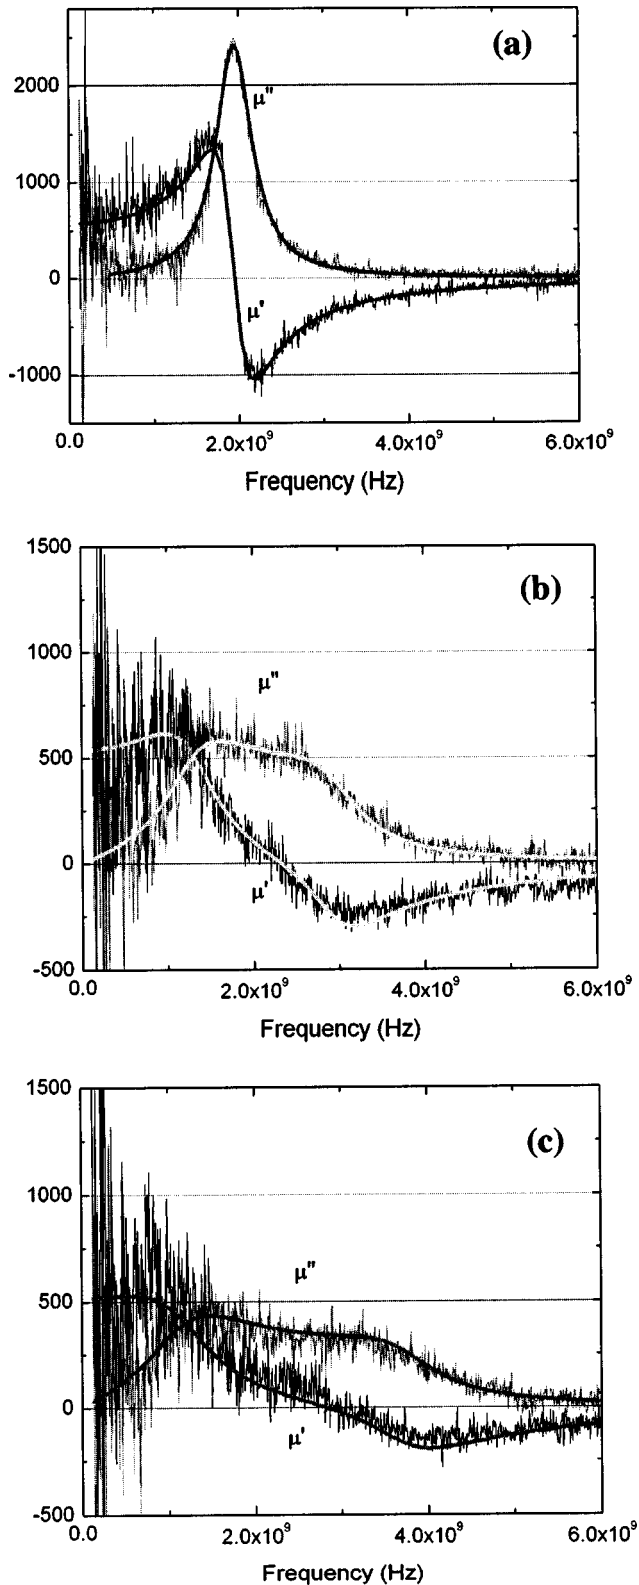 (a)
2000
μ"
1000
0
μ'
-1000
0.0 2.0x10⁹ 4.0x10⁹ 6.0x10⁹
Frequency (Hz)
1500
(b)
1000
μ"
500
0
μ'
-500
0.0 2.0x10⁹ 4.0x10⁹ 6.0x10⁹
Frequency (Hz)
1500
(c)
1000
μ"
500
0
μ'
-500
0.0 2.0x10⁹ 4.0x10⁹ 6.0x10⁹
Frequency (Hz)